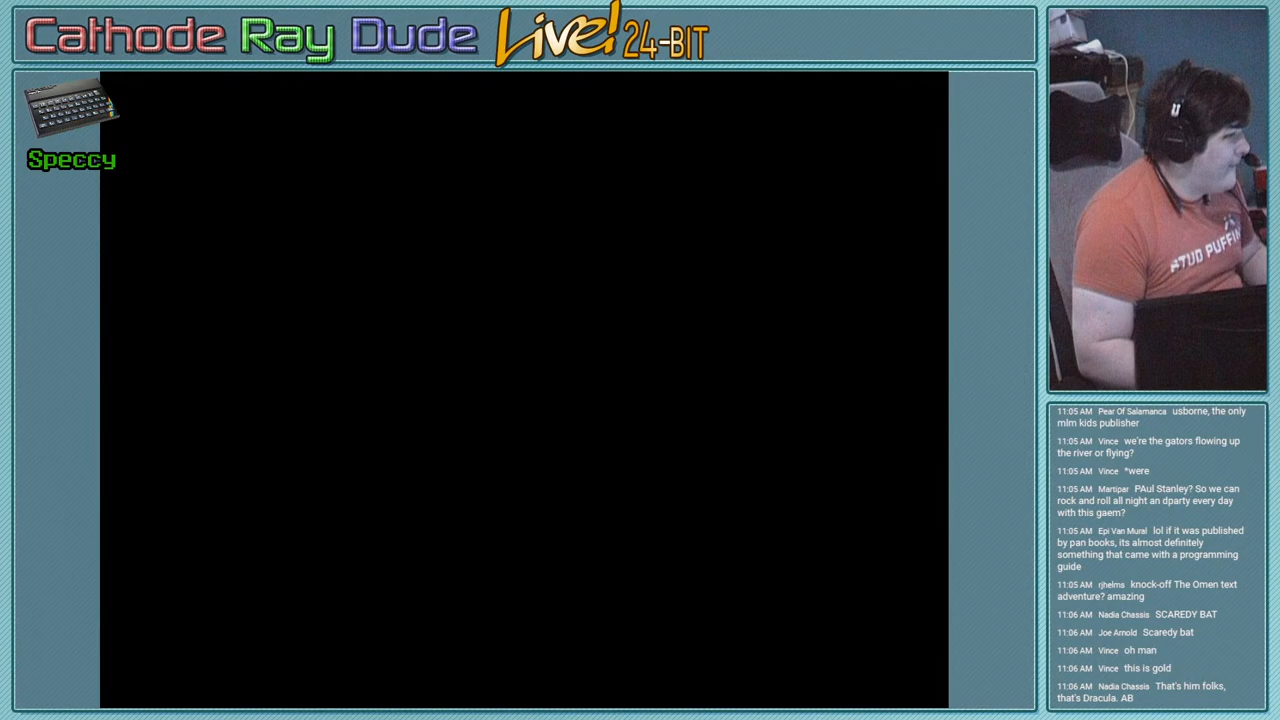 Cathode Ray Dude Live! 24-BIT
Speccy
STUD PUFFIN
11:05 AM Pear Of Salamanca usborne, the only
mlm kids publisher
11:05 AM Vince we're the gators flowing up
the river or flying?
11:05 AM Vince *were
11:05 AM Martipar PAul Stanley? So we can
rock and roll all night an dparty every day
with this gaem?
11:05 AM Epi Van Mural lol if it was published
by pan books, its almost definitely
something that came with a programming
guide
11:05 AM rjhelms knock-off The Omen text
adventure? amazing
11:06 AM Nadia Chassis SCAREDY BAT
11:06 AM Joe Arnold Scaredy bat
11:06 AM Vince oh man
11:06 AM Vince this is gold
11:06 AM Nadia Chassis That's him folks,
that's Dracula. AB